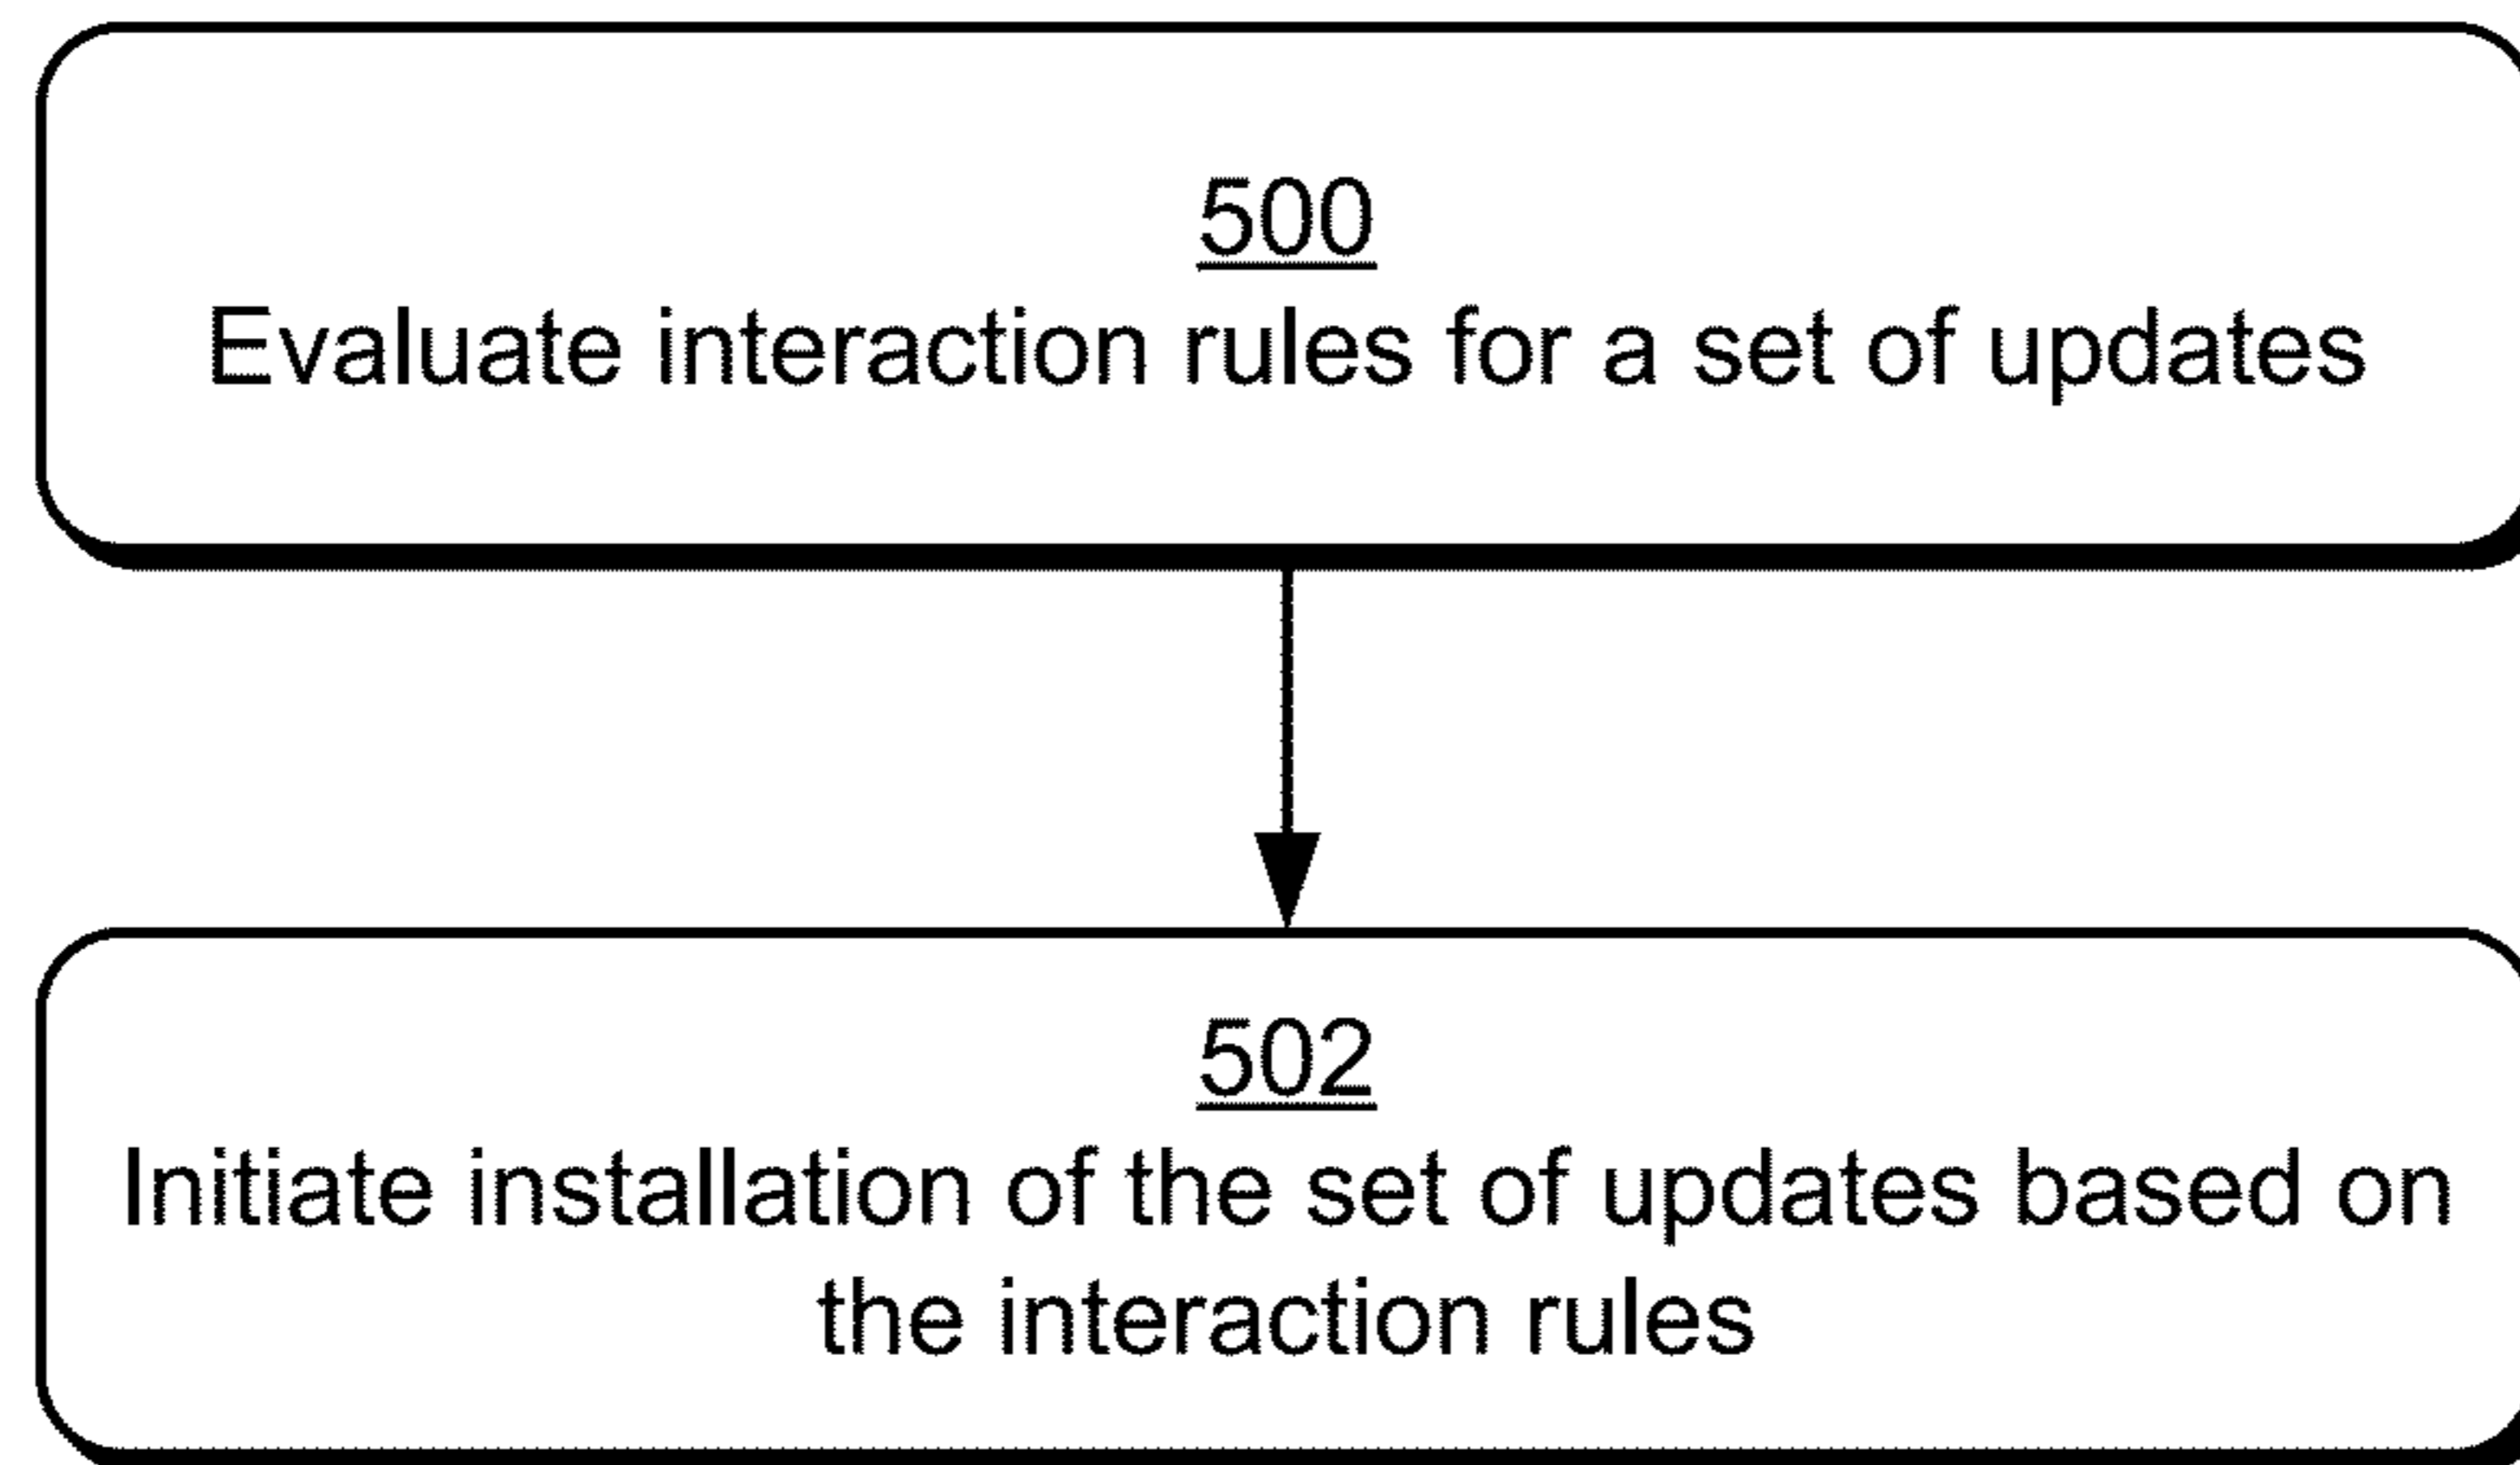 500
Evaluate interaction rules for a set of updates
502
Initiate installation of the set of updates based on
the interaction rules